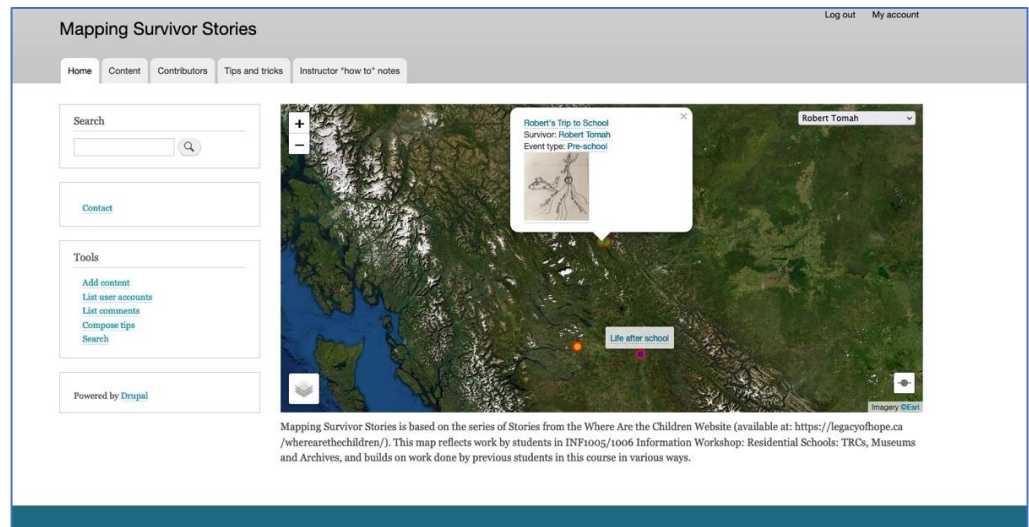 Log out My account
Mapping Survivor Stories
Home Content Contributors Tips and tricks Instructor "how to" notes
Search
Contact
Tools
Add content
List user accounts
List comments
Compose tips
Search
Powered by Drupal
+
−
Robert's Trip to School
Survivor: Robert Tomah
Event type: Pre-school
×
Robert Tomah
Life after school
Imagery ©Esri
Mapping Survivor Stories is based on the series of Stories from the Where Are the Children Website (available at: https://legacyofhope.ca
/wherearethechildren/). This map reflects work by students in INF1005/1006 Information Workshop: Residential Schools: TRCs, Museums
and Archives, and builds on work done by previous students in this course in various ways.